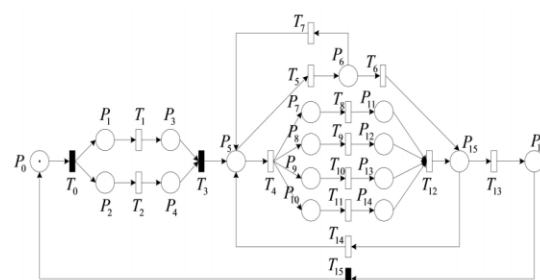 T7
P6
T5 T6
P1 T1 P3 P5 P7 T8 P11
P8 T9 P12 P15 P1
P0 T0 T3 T4 P9 T10 P13 T12 T13
P2 T2 P4 P10 T11 P14
T14
T15